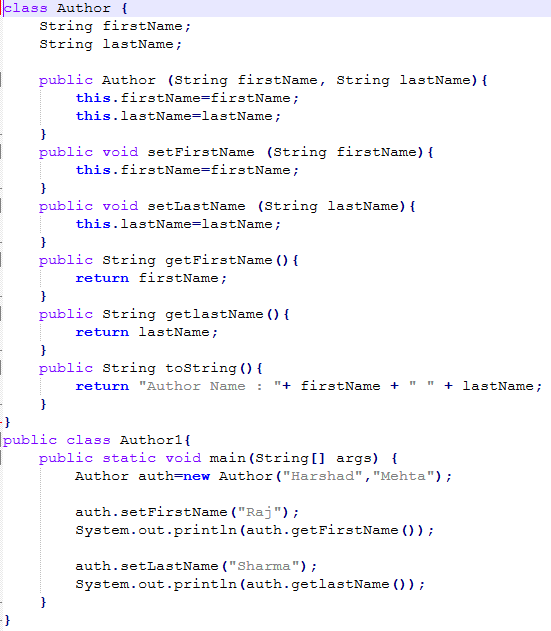 class Author {
    String firstName;
    String lastName;

    public Author (String firstName, String lastName){
        this.firstName=firstName;
        this.lastName=lastName;
    }
    public void setFirstName (String firstName){
        this.firstName=firstName;
    }
    public void setLastName (String lastName){
        this.lastName=lastName;
    }
    public String getFirstName(){
        return firstName;
    }
    public String getlastName(){
        return lastName;
    }
    public String toString(){
        return "Author Name : "+ firstName + " " + lastName;
    }
}
public class Author1{
    public static void main(String[] args) {
        Author auth=new Author("Harshad","Mehta");

        auth.setFirstName("Raj");
        System.out.println(auth.getFirstName());

        auth.setLastName("Sharma");
        System.out.println(auth.getlastName());
    }
}